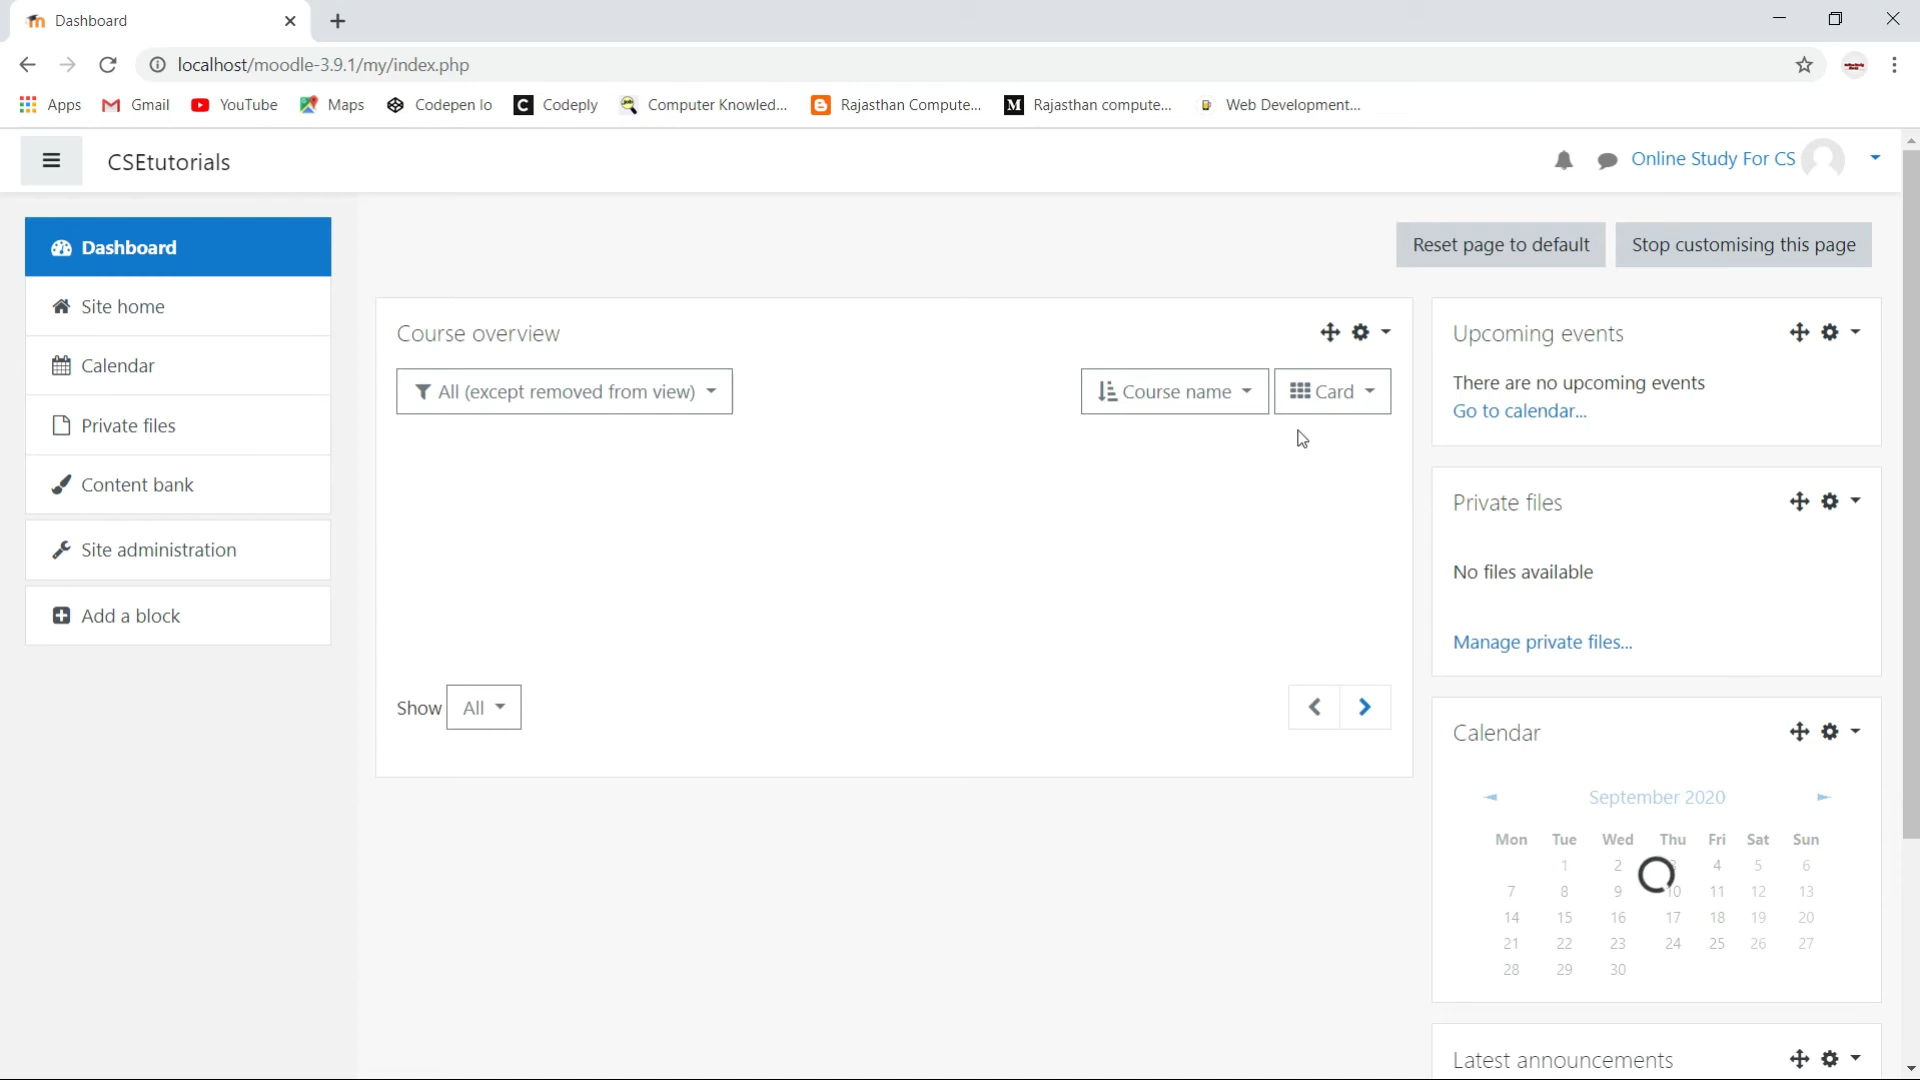 Dashboard
localhost/moodle-3.9.1/my/index.php
Apps Gmail YouTube Maps Codepen Io Codeply Computer Knowled... Rajasthan Compute... Rajasthan compute... Web Development...
CSEtutorials
Online Study For CS
Dashboard
Site home
Calendar
Private files
Content bank
Site administration
Add a block
Reset page to default
Stop customising this page
Course overview
All (except removed from view)
Course name
Card
Show All
Upcoming events
There are no upcoming events
Go to calendar...
Private files
No files available
Manage private files...
Calendar
September 2020
Mon Tue Wed Thu Fri Sat Sun
1 2 3 4 5 6
7 8 9 10 11 12 13
14 15 16 17 18 19 20
21 22 23 24 25 26 27
28 29 30
Latest announcements